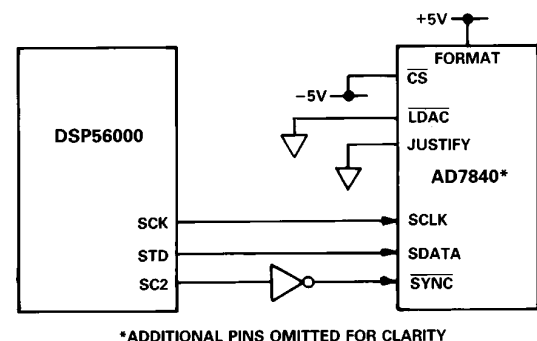 +5V
FORMAT
CS
-5V
LDAC
DSP56000
JUSTIFY
AD7840*
SCK
SCLK
STD
SDATA
SC2
SYNC
*ADDITIONAL PINS OMITTED FOR CLARITY